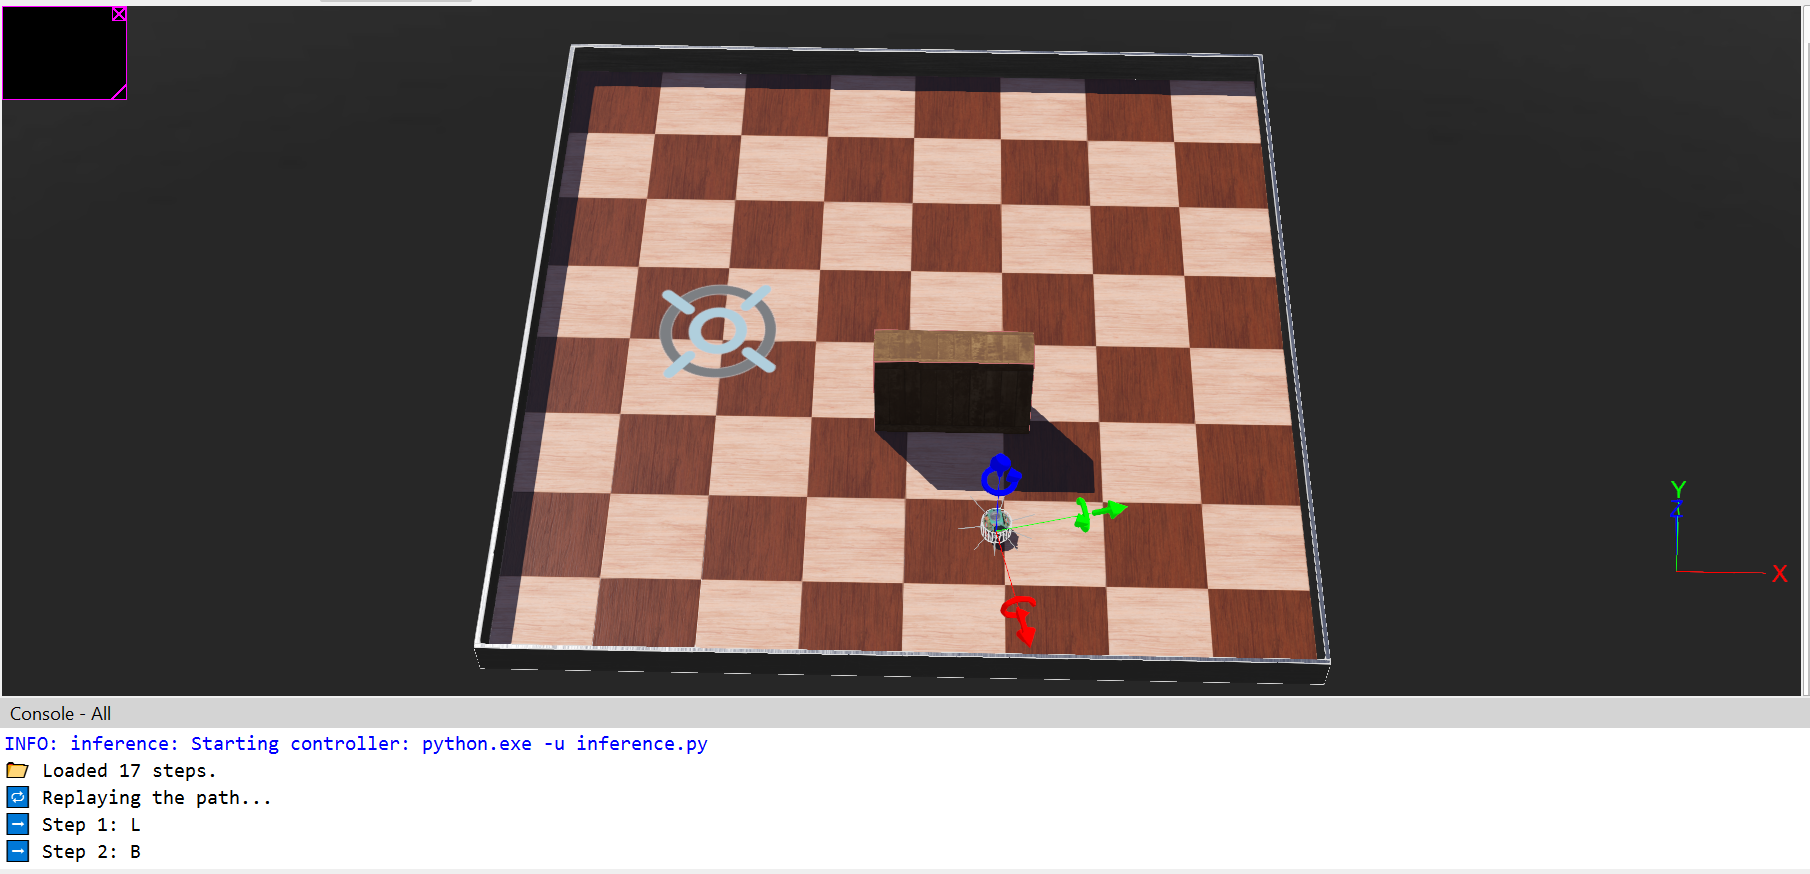 Y
Z
X
Console - All
INFO: inference: Starting controller: python.exe -u inference.py
Loaded 17 steps.
Replaying the path...
Step 1: L
Step 2: B